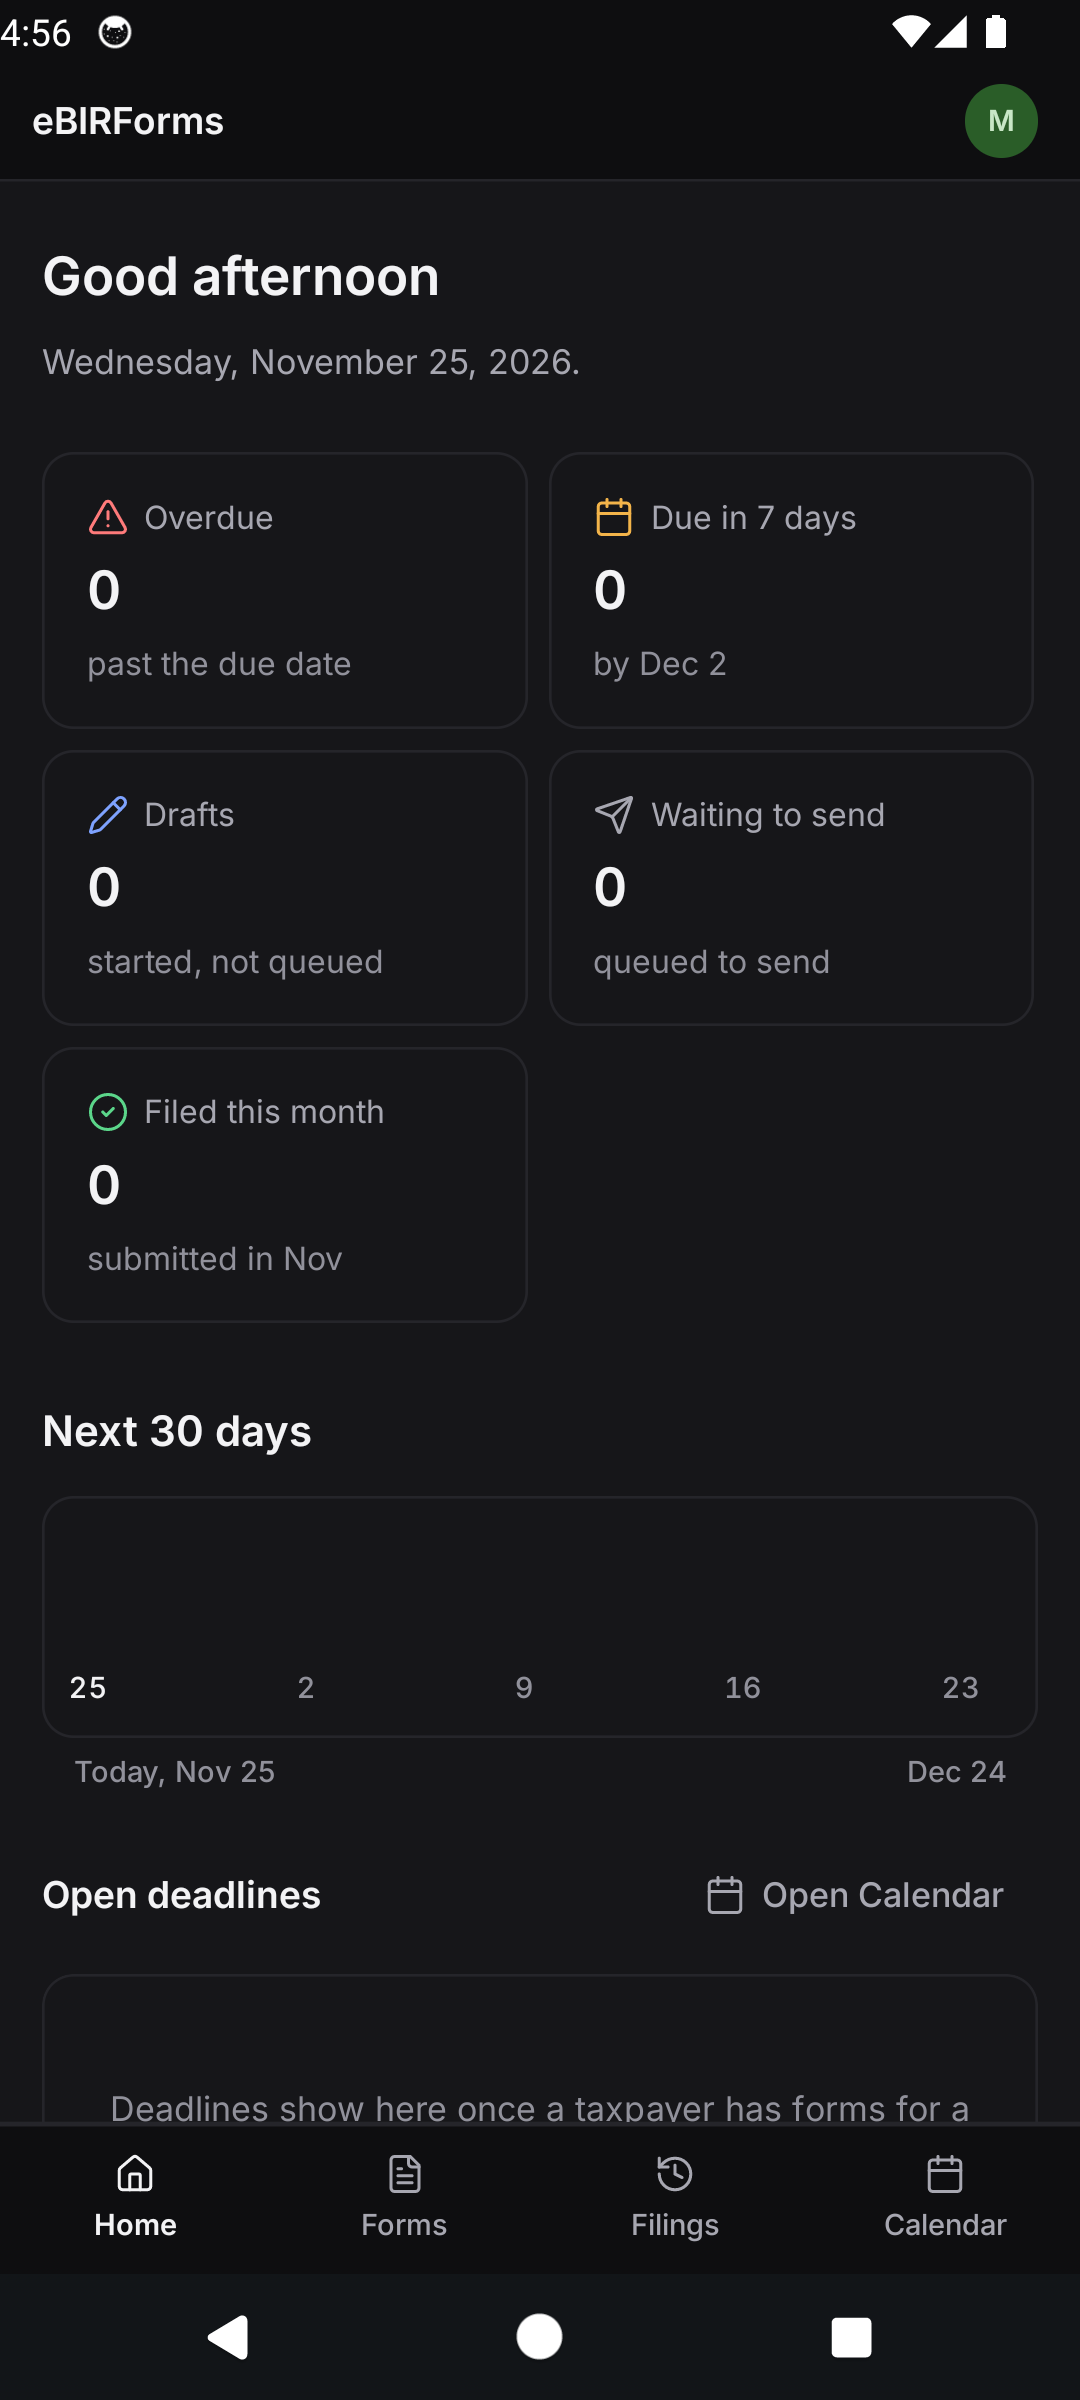 4:56
eBIRForms
M
Good afternoon
Wednesday, November 25, 2026.
Overdue
0
past the due date
Due in 7 days
0
by Dec 2
Drafts
0
started, not queued
Waiting to send
0
queued to send
Filed this month
0
submitted in Nov
Next 30 days
25 2 9 16 23
Today, Nov 25 Dec 24
Open deadlines
Open Calendar
Deadlines show here once a taxpayer has forms for a
Home Forms Filings Calendar